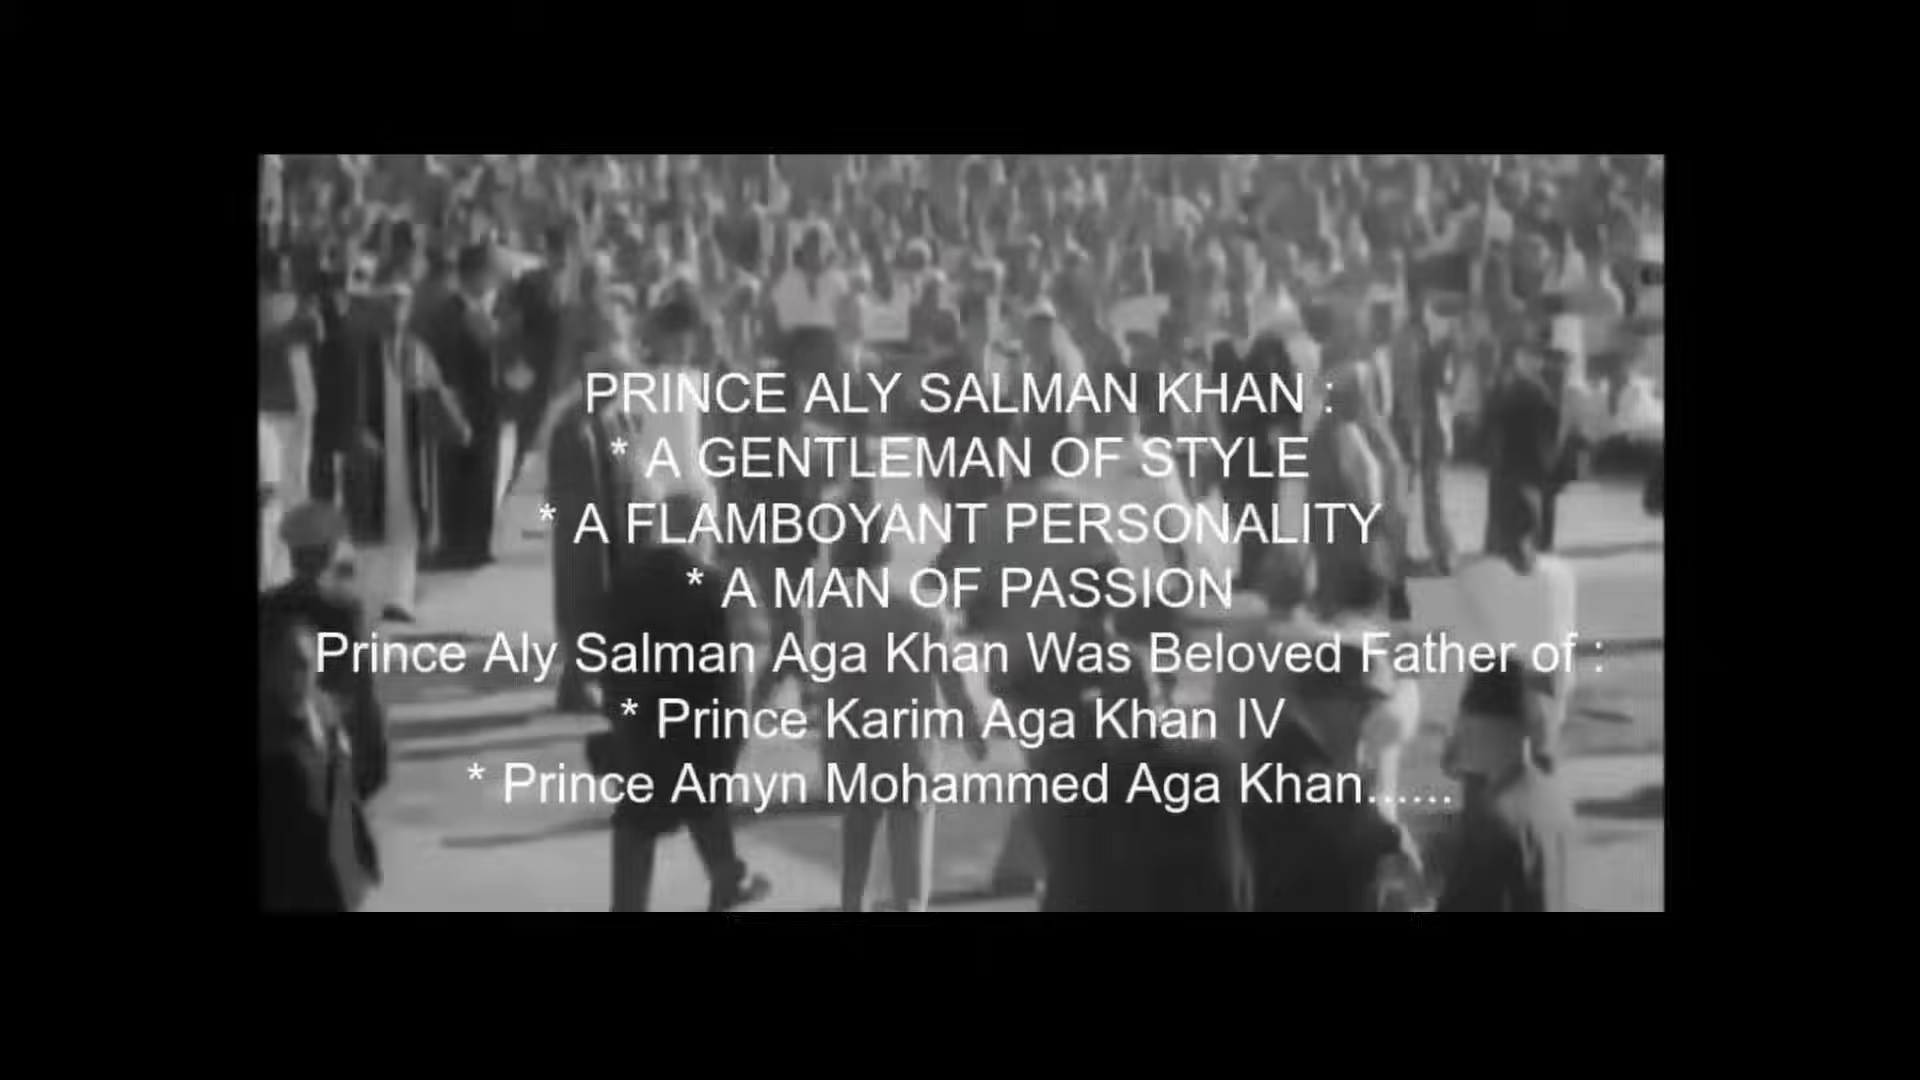 PRINCE ALY SALMAN KHAN :
* A GENTLEMAN OF STYLE
* A FLAMBOYANT PERSONALITY
* A MAN OF PASSION
Prince Aly Salman Aga Khan Was Beloved Father of :
* Prince Karim Aga Khan IV
* Prince Amyn Mohammed Aga Khan......